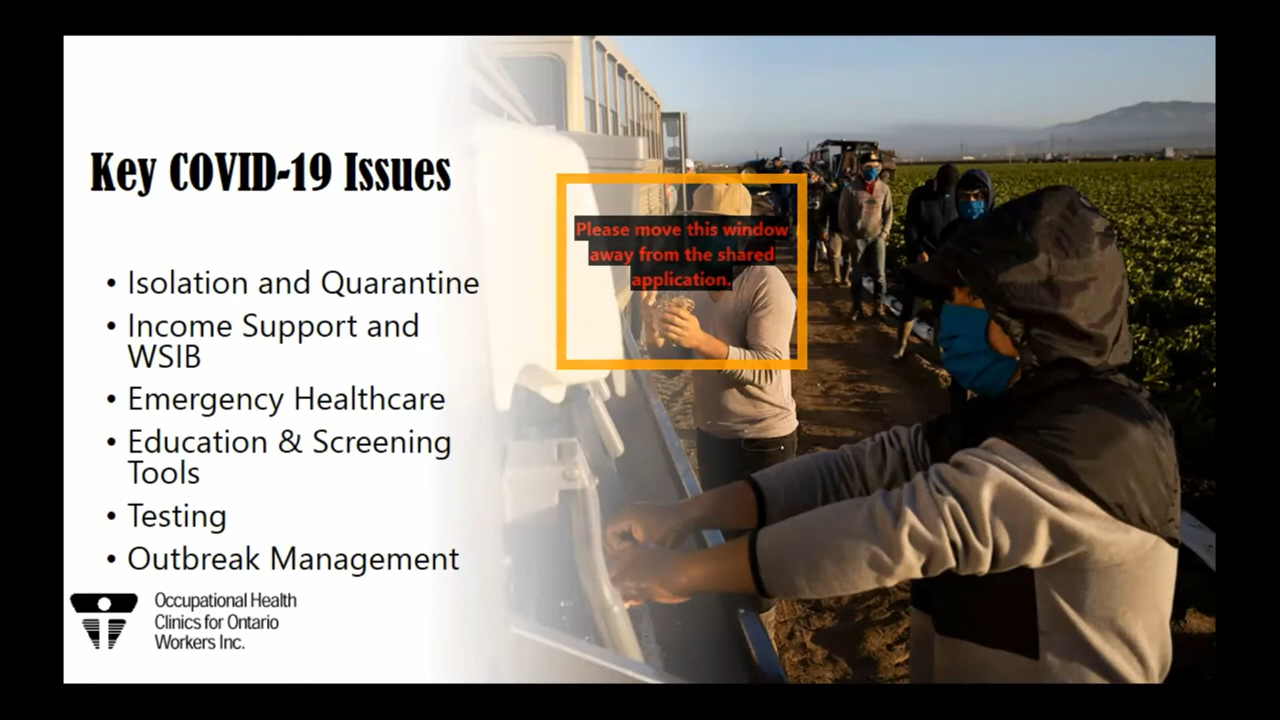 Key COVID-19 Issues
• Isolation and Quarantine
• Income Support and
WSIB
• Emergency Healthcare
• Education & Screening
Tools
• Testing
• Outbreak Management
Occupational Health
Clinics for Ontario
Workers Inc.
Please move this window
away from the shared
application.